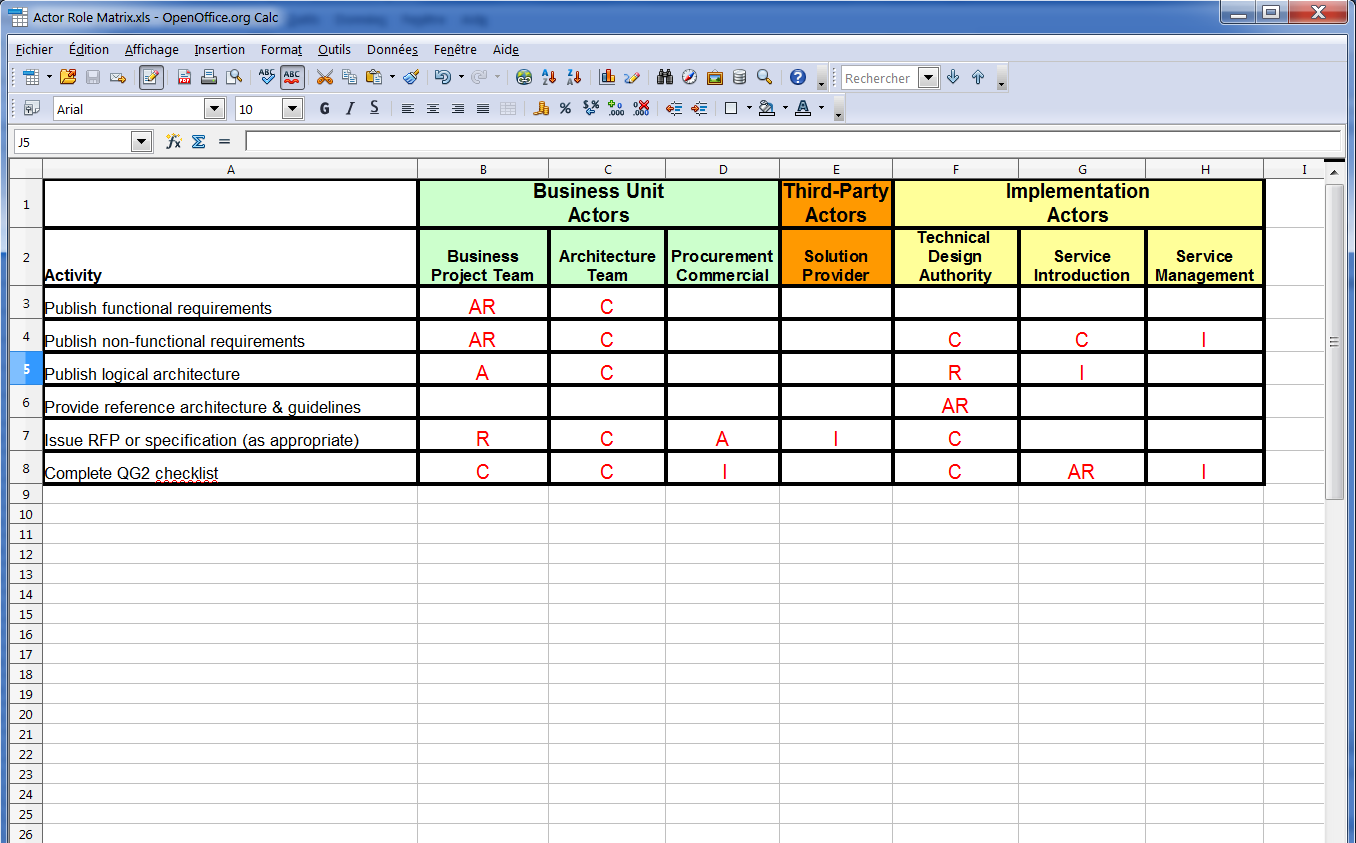 Actor Role Matrix.xls - OpenOffice.org Calc
Fichier Édition Affichage Insertion Format Outils Données Fenêtre Aide
ABC ABC Rechercher
Arial 10 G I S
J5
A B C D E F G H I
1 Business Unit Third-Party Implementation
Actors Actors Actors
2 Activity Business Project Team Architecture Team Procurement Commercial Solution Provider Technical Design Authority Service Introduction Service Management
3 Publish functional requirements AR C
4 Publish non-functional requirements AR C C C I
5 Publish logical architecture A C R I
6 Provide reference architecture & guidelines AR
7 Issue RFP or specification (as appropriate) R C A I C
8 Complete QG2 checklist C C I C AR I
9
10
11
12
13
14
15
16
17
18
19
20
21
22
23
24
25
26